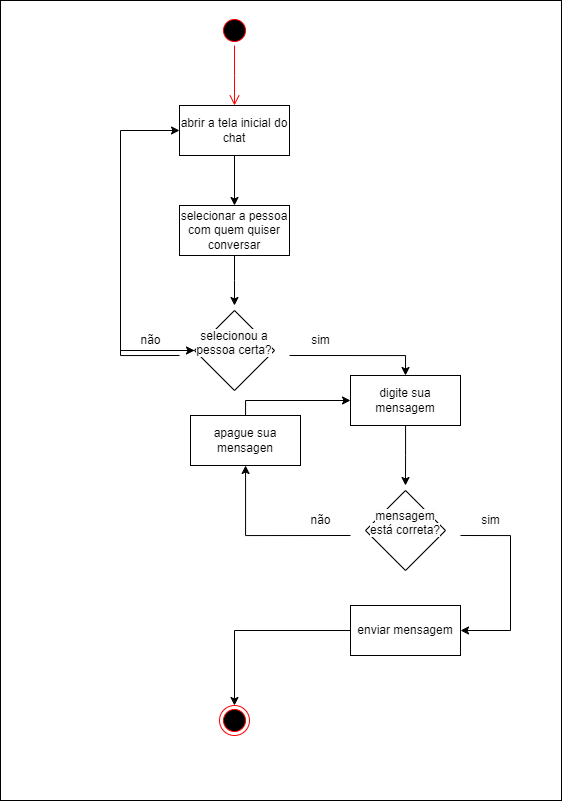 abrir a tela inicial do
chat
selecionar a pessoa
com quem quiser
conversar
selecionou a
pessoa certa?
não
sim
digite sua
mensagem
apague sua
mensagen
mensagem
está correta?
não
sim
enviar mensagem